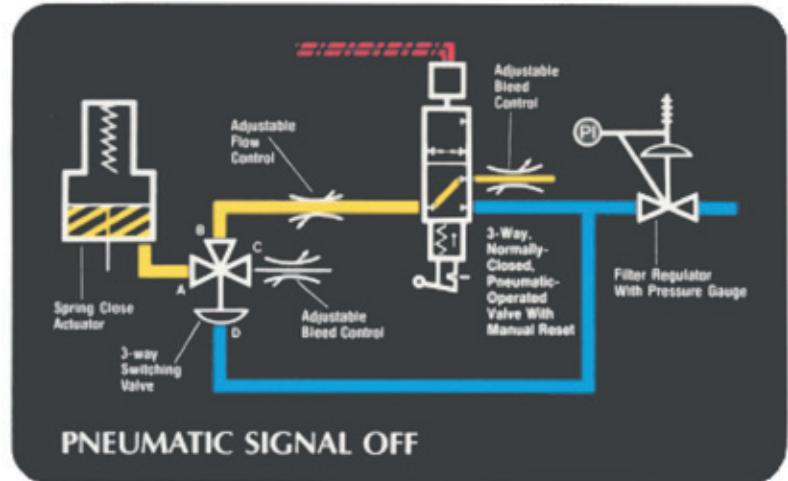 Adjustable
Bleed
Control
PI
Adjustable
Flow
Control
B
C
A
D
3-Way,
Normally-
Closed,
Pneumatic-
Operated
Valve With
Manual Reset
Filter Regulator
With Pressure Gauge
Spring Close
Actuator
Adjustable
Bleed Control
3-way
Switching
Valve
PNEUMATIC SIGNAL OFF